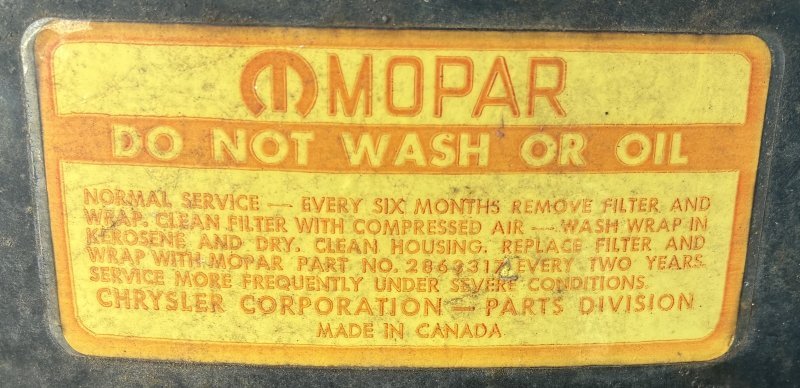 MOPAR
DO NOT WASH OR OIL
NORMAL SERVICE — EVERY SIX MONTHS REMOVE FILTER AND
WRAP. CLEAN FILTER WITH COMPRESSED AIR — WASH WRAP IN
KEROSENE AND DRY. CLEAN HOUSING. REPLACE FILTER AND
WRAP WITH MOPAR PART NO. EVERY TWO YEARS.
SERVICE MORE FREQUENTLY UNDER SEVERE CONDITIONS.
CHRYSLER CORPORATION — PARTS DIVISION
MADE IN CANADA